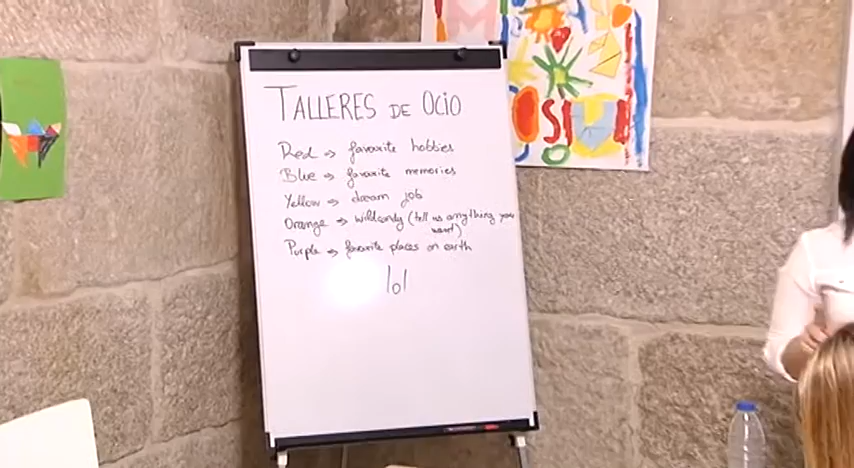 TALLERES DE OCIO
Red → favorite hobbies
Blue → favorite memories
Yellow → dream job
Orange → wildcandy (tell us anything you
want)
Purple → favorite places on earth
lol